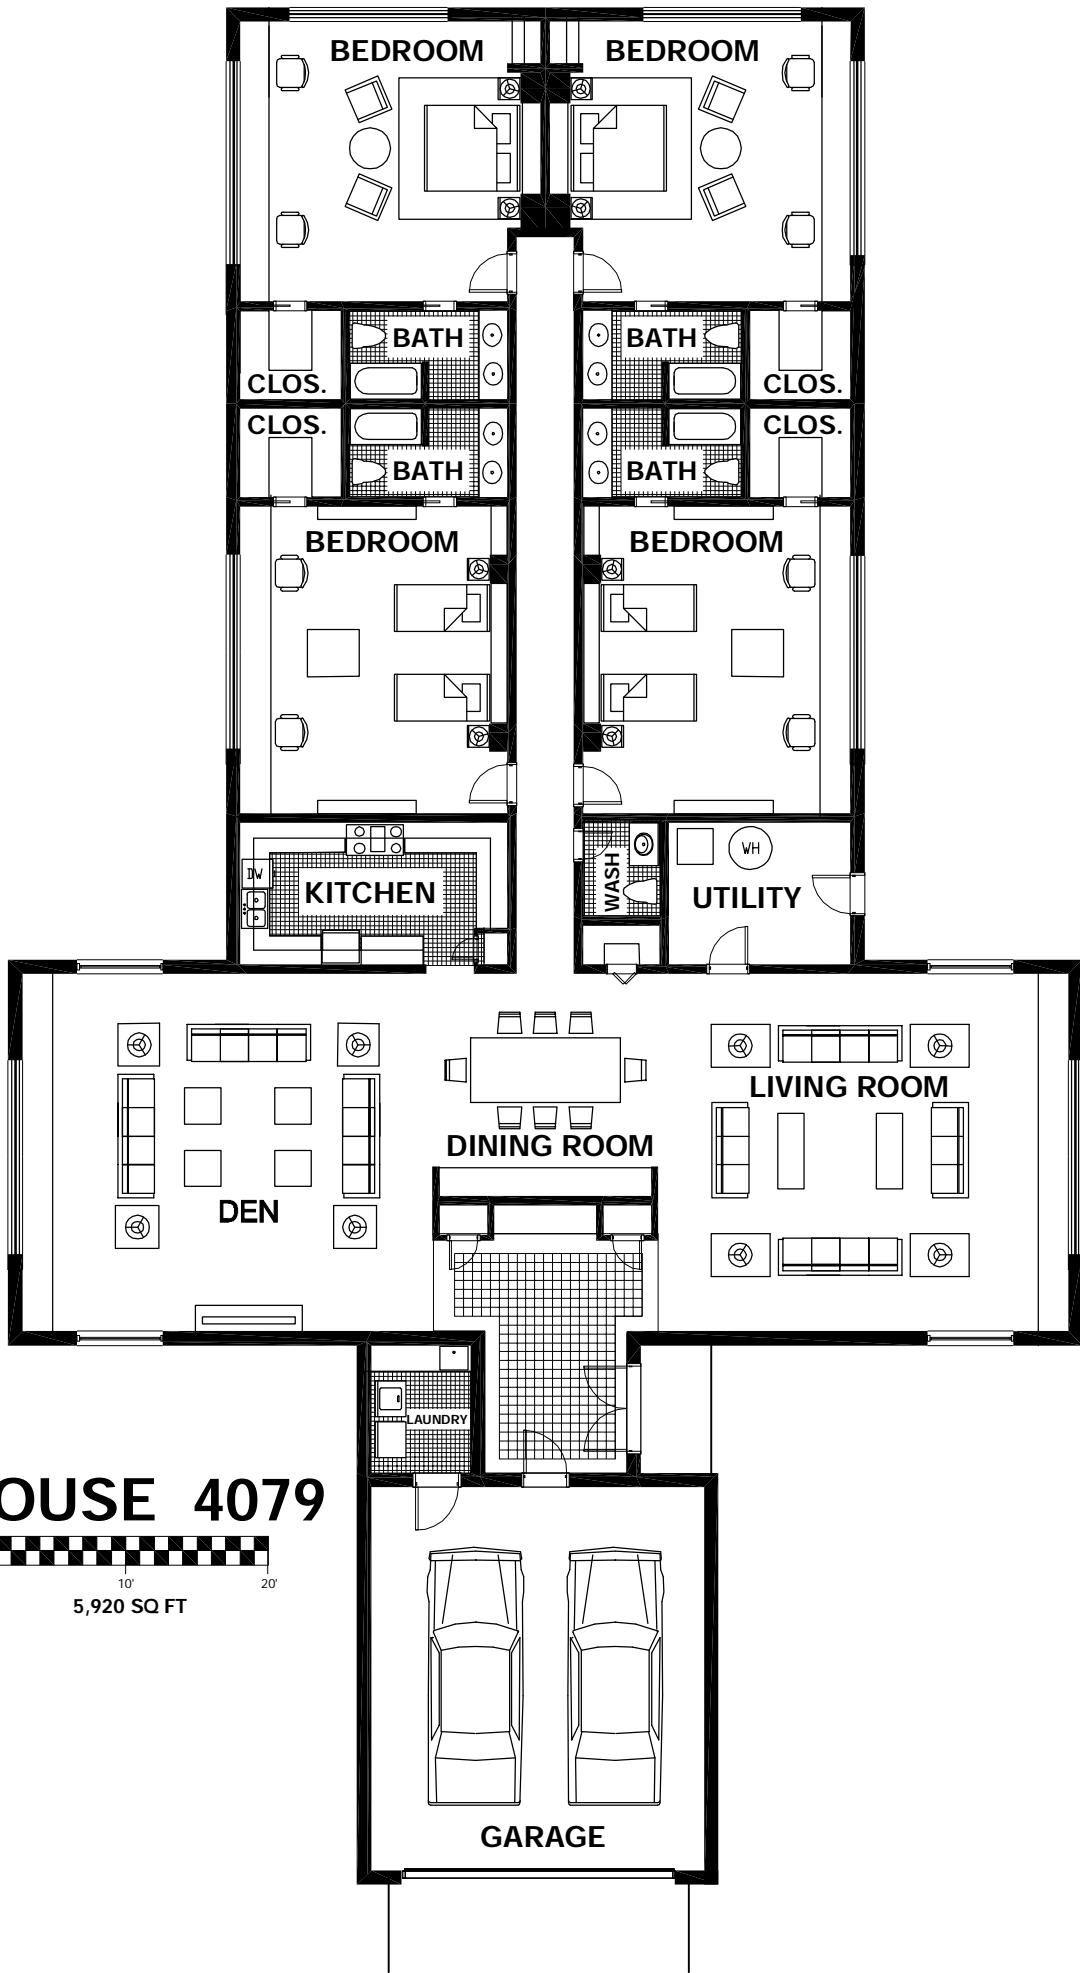 BEDROOM
BEDROOM
BATH
BATH
CLOS.
CLOS.
CLOS.
CLOS.
BATH
BATH
BEDROOM
BEDROOM
WH
DW
KITCHEN
WASH
UTILITY
LIVING ROOM
DINING ROOM
DEN
LAUNDRY
OUSE 4079
10'
20'
5,920 SQ FT
GARAGE